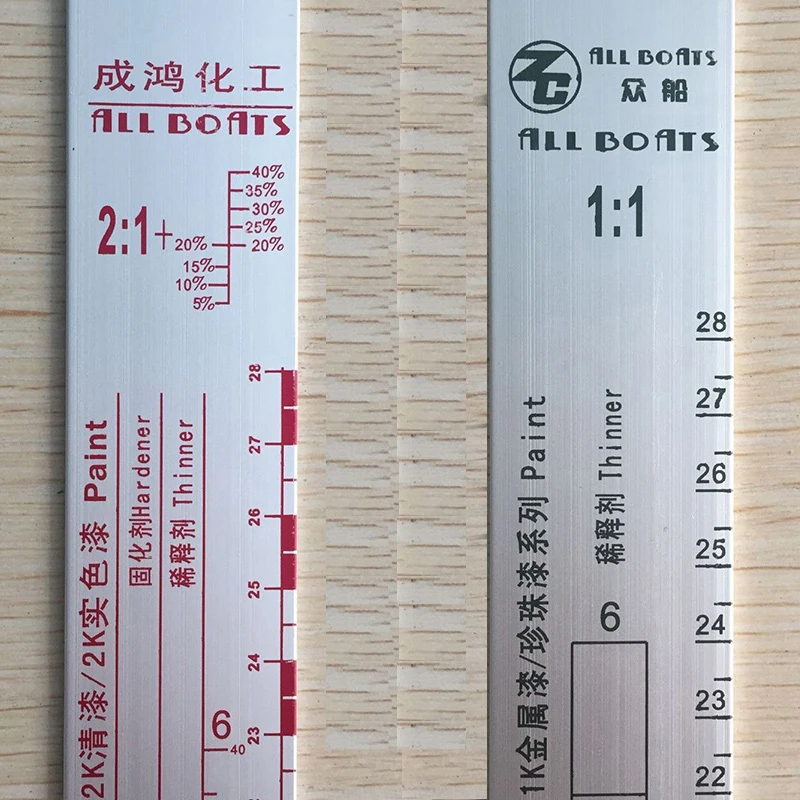 成鸿化工
ALL BOATS
2:1+
40%
35%
30%
25%
20%
20%
15%
10%
5%
28
27
26
25
24
23
2K清漆/2K实色漆 Paint
固化剂Hardener
稀释剂 Thinner
6
40
ZC
ALL BOATS
众船
ALL BOATS
1:1
28
27
26
25
24
23
22
1K金属漆/珍珠漆系列 Paint
稀释剂 Thinner
6